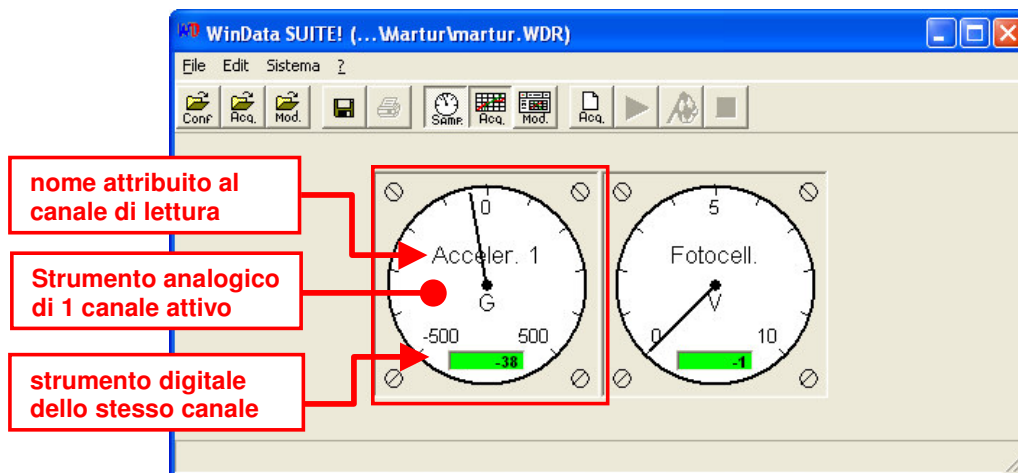 WinData SUITE! (...\Martur\martur.WDR)
File Edit Sistema ?
Conf Acq. Mod. SAMP. Acq. Mod. Acq.
nome attribuito al
canale di lettura
Strumento analogico
di 1 canale attivo
strumento digitale
dello stesso canale
0
Acceler. 1
G
-500 500
-38
5
Fotocell.
V
0 10
-1